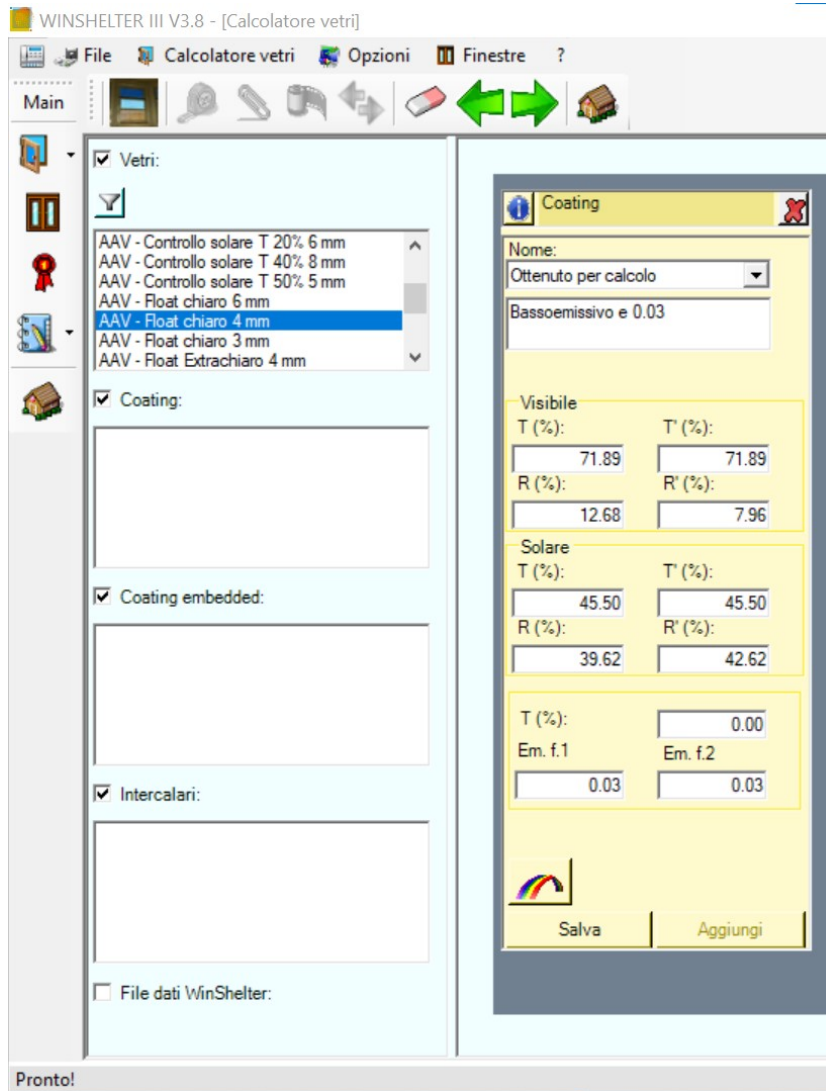 WINSHELTER III V3.8 - [Calcolatore vetri]
File Calcolatore vetri Opzioni Finestre ?
Main
Vetri:
AAV - Controllo solare T 20% 6 mm
AAV - Controllo solare T 40% 8 mm
AAV - Controllo solare T 50% 5 mm
AAV - Float chiaro 6 mm
AAV - Float chiaro 4 mm
AAV - Float chiaro 3 mm
AAV - Float Extrachiaro 4 mm
Coating:
Coating embedded:
Intercalari:
File dati WinShelter:
Coating
Nome:
Ottenuto per calcolo
Bassoemissivo e 0.03
Visibile
T (%): T' (%):
71.89 71.89
R (%): R' (%):
12.68 7.96
Solare
T (%): T' (%):
45.50 45.50
R (%): R' (%):
39.62 42.62
T (%): 0.00
Em. f.1 Em. f.2
0.03 0.03
Salva Aggiungi
Pronto!